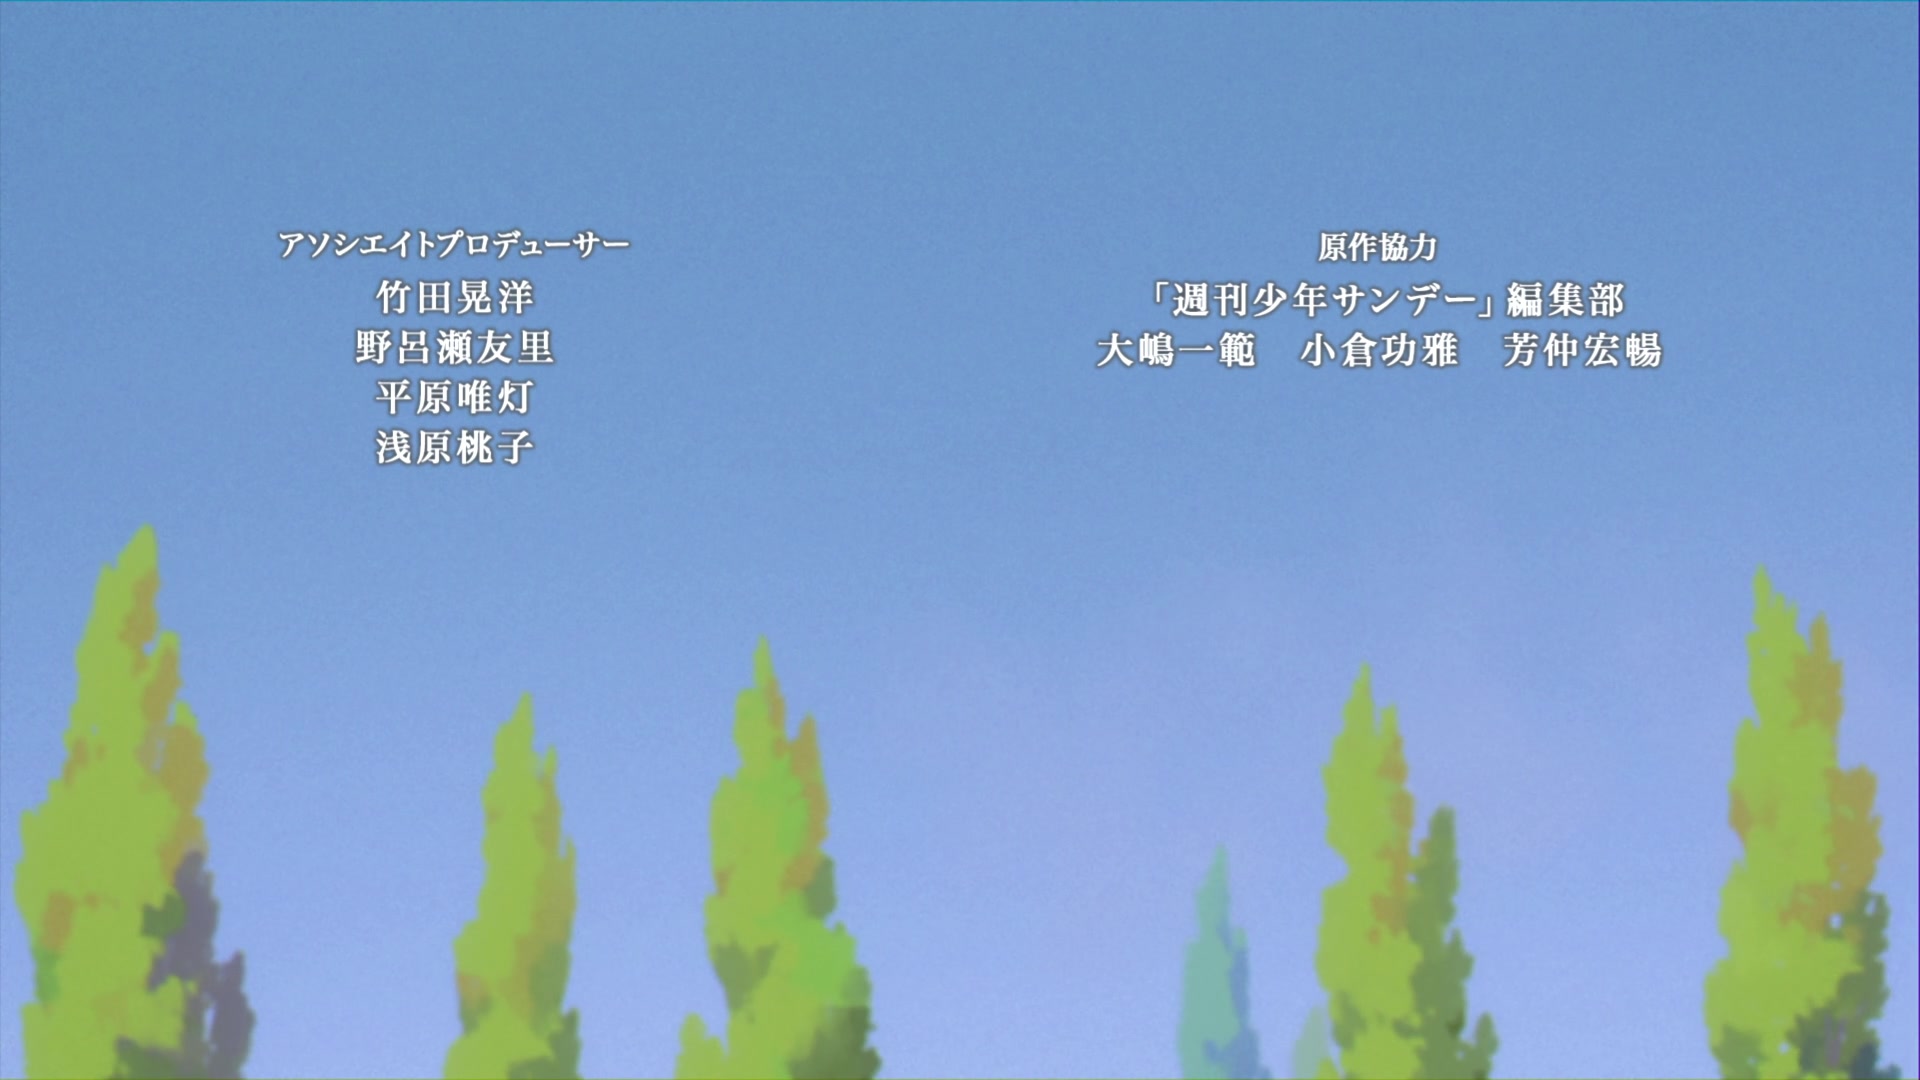 アソシエイトプロデューサー
竹田晃洋
野呂瀬友里
平原唯灯
浅原桃子
原作協力
「週刊少年サンデー」編集部
大嶋一範　小倉功雅　芳仲宏暢